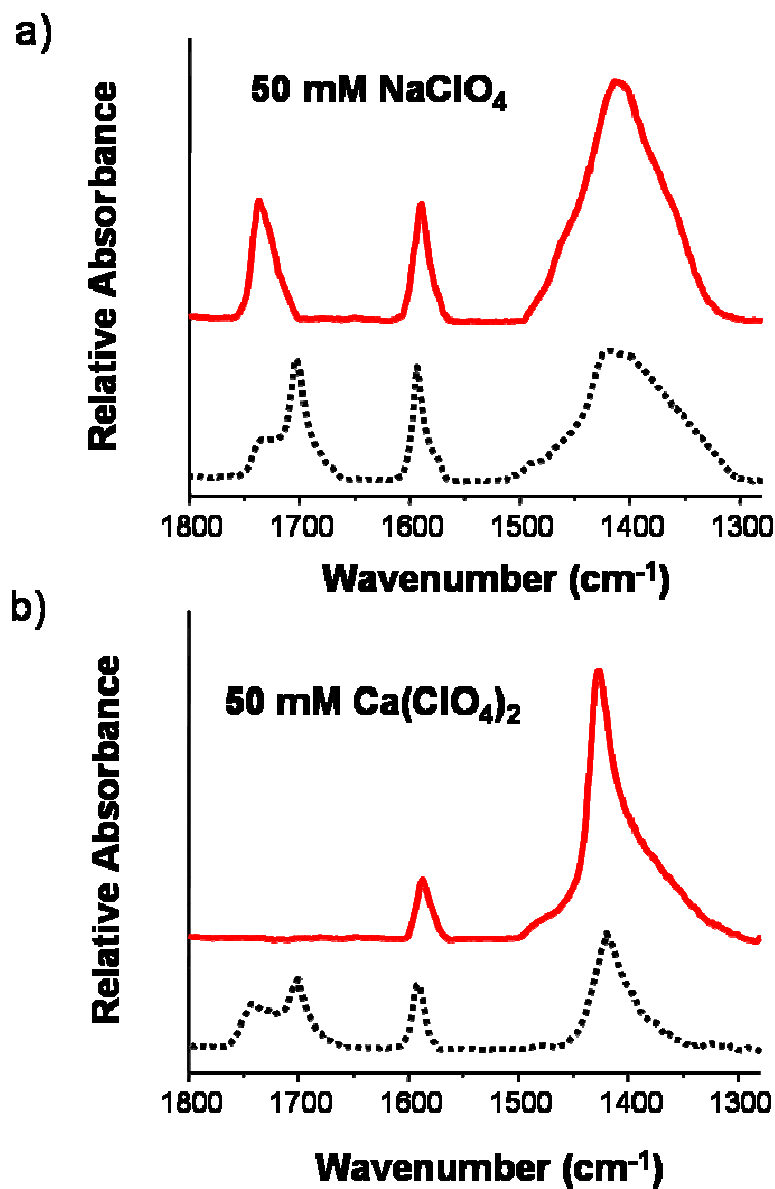 a)
50 mM NaClO₄
Relative Absorbance
1800 1700 1600 1500 1400 1300
Wavenumber (cm⁻¹)
b)
50 mM Ca(ClO₄)₂
Relative Absorbance
1800 1700 1600 1500 1400 1300
Wavenumber (cm⁻¹)